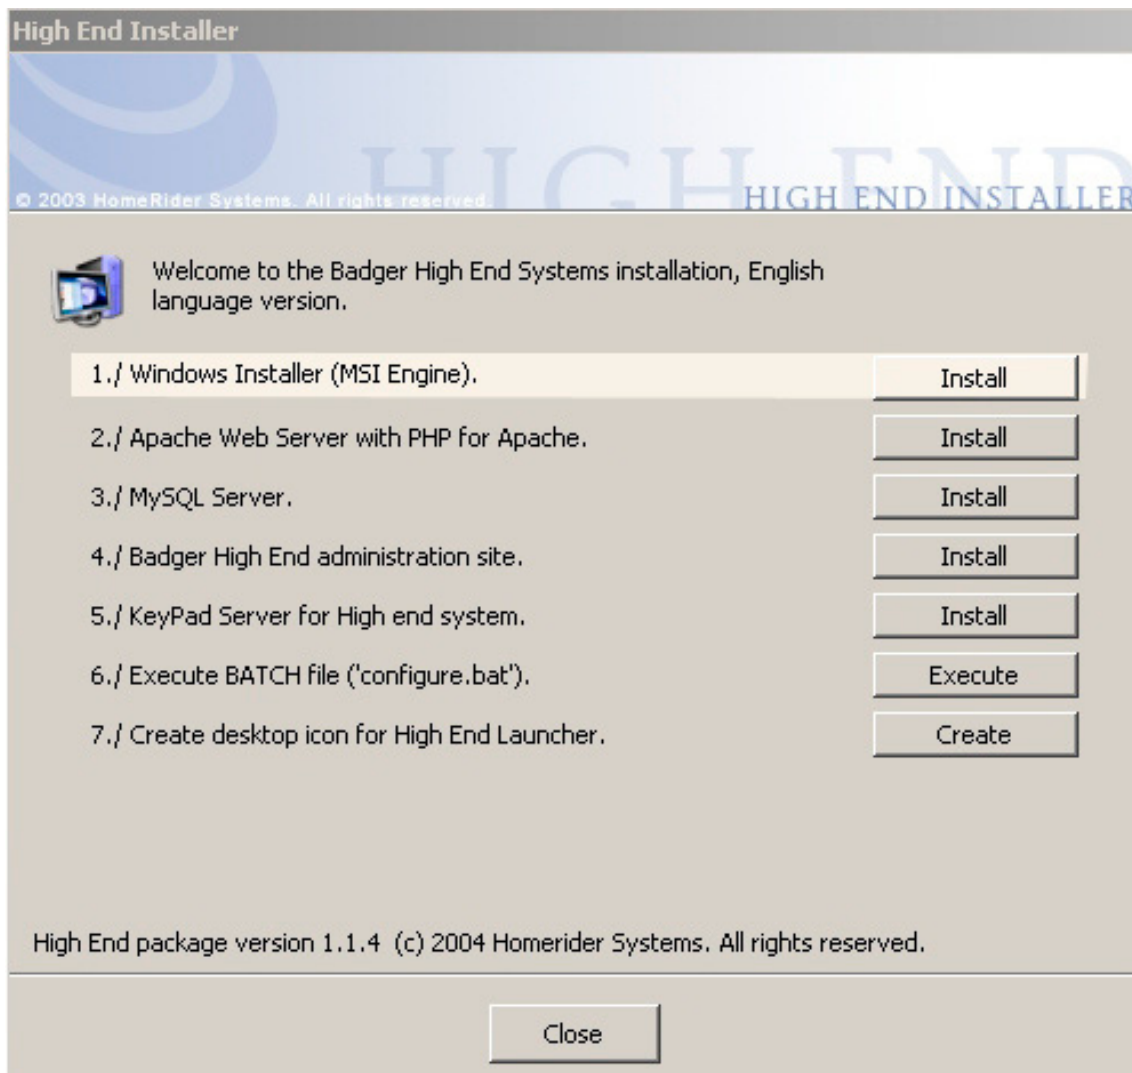 High End Installer
HIGH END
© 2003 HomeRider Systems. All rights reserved.
HIGH END INSTALLER
Welcome to the Badger High End Systems installation, English
language version.
1./ Windows Installer (MSI Engine).
Install
2./ Apache Web Server with PHP for Apache.
Install
3./ MySQL Server.
Install
4./ Badger High End administration site.
Install
5./ KeyPad Server for High end system.
Install
6./ Execute BATCH file ('configure.bat').
Execute
7./ Create desktop icon for High End Launcher.
Create
High End package version 1.1.4 (c) 2004 Homerider Systems. All rights reserved.
Close